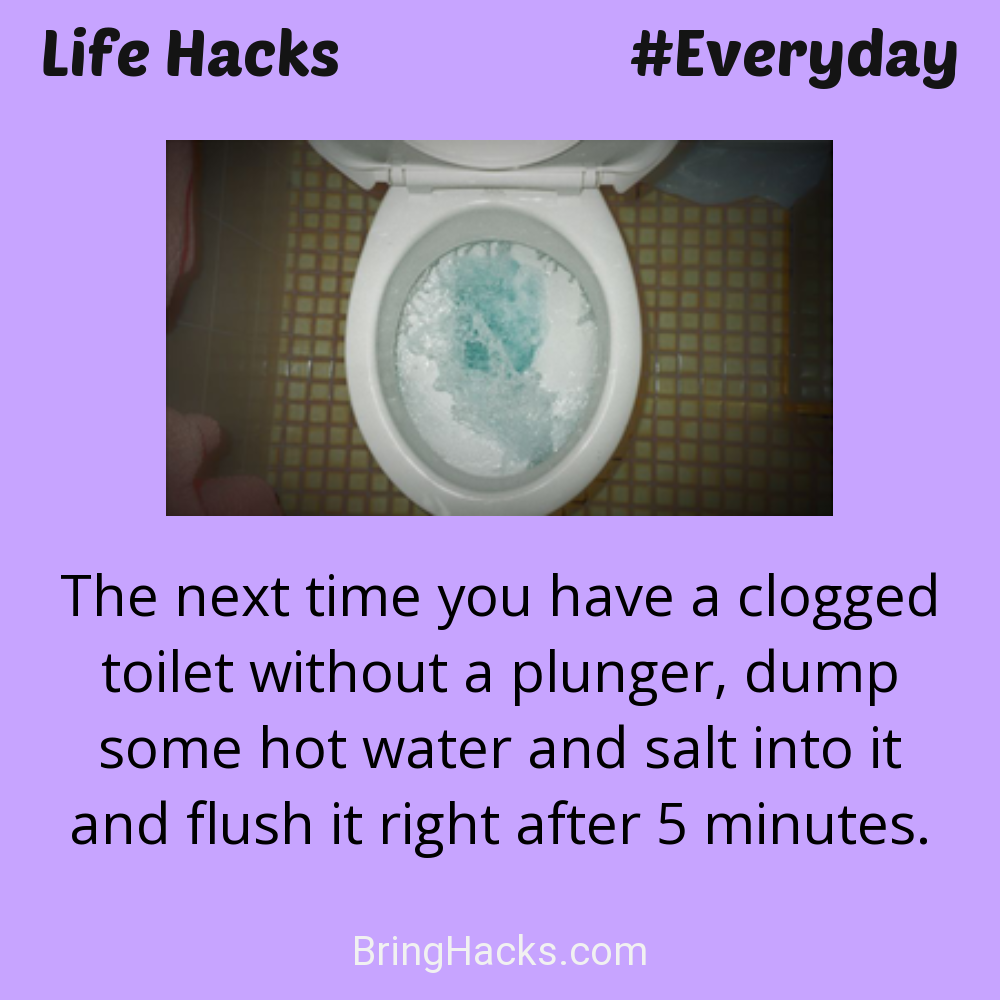 Life Hacks
#Everyday
The next time you have a clogged
toilet without a plunger, dump
some hot water and salt into it
and flush it right after 5 minutes.
BringHacks.com